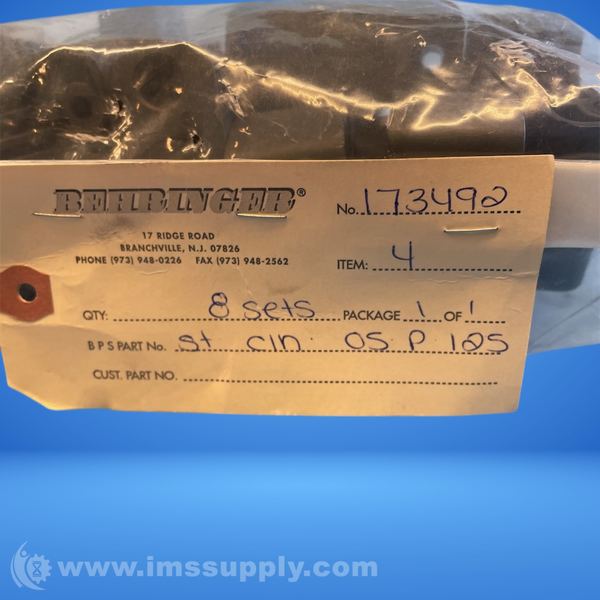 BEHRINGER®
No. 173492
17 RIDGE ROAD
BRANCHVILLE, N.J. 07826
PHONE (973) 948-0226 FAX (973) 948-2562
ITEM: 4
QTY: 8 sets PACKAGE 1 OF 1
B P S PART No. st cln. OS P 125
CUST. PART NO.
www.imssupply.com